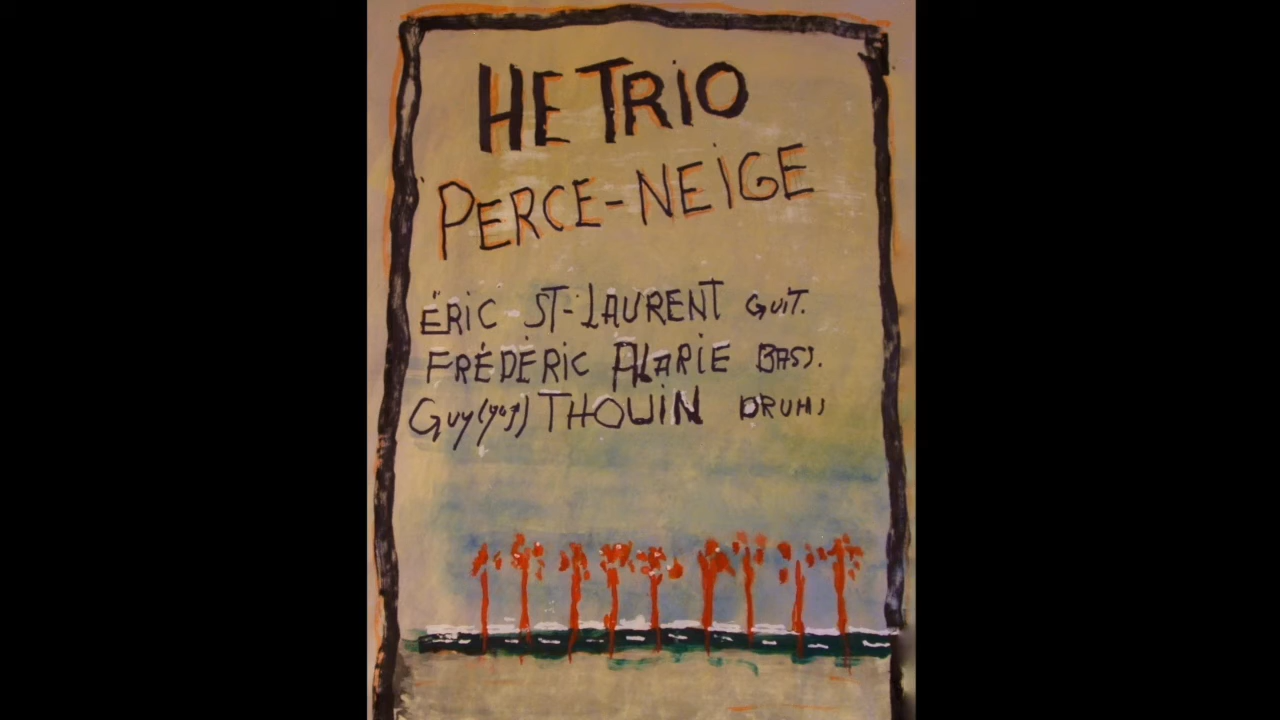 HE TRIO
PERCE-NEIGE
ÉRIC ST-LAURENT GUIT.
FRÉDÉRIC ALARIE BASS.
GUY THOUIN DRUMS